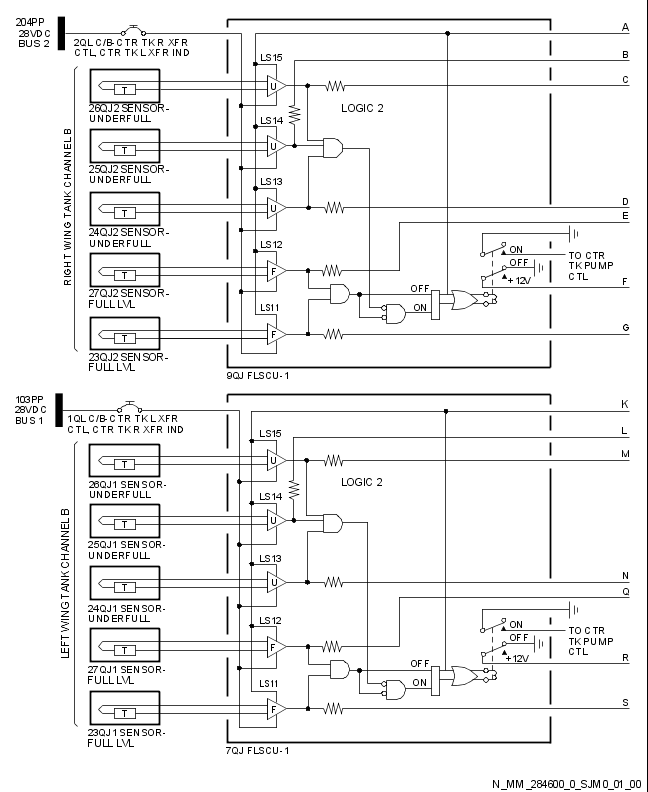 204PP
28VDC
BUS 2
2QL C/B-CTR TK R XFR
CTL, CTR TK L XFR IND
A
B
C
D
E
F
G
LOGIC 2
LS15
U
26QJ2 SENSOR-
UNDERFULL
T
LS14
U
25QJ2 SENSOR-
UNDERFULL
T
LS13
U
24QJ2 SENSOR-
UNDERFULL
T
LS12
F
27QJ2 SENSOR-
FULL LVL
T
LS11
F
23QJ2 SENSOR-
FULL LVL
T
RIGHT WING TANK CHANNEL B
OFF
ON
ON
OFF
+12V
TO CTR
TK PUMP
CTL
9QJ FLSCU-1
103PP
28VDC
BUS 1
1QL C/B-CTR TK L XFR
CTL, CTR TK R XFR IND
K
L
M
N
Q
R
S
LOGIC 2
LS15
U
26QJ1 SENSOR-
UNDERFULL
T
LS14
U
25QJ1 SENSOR-
UNDERFULL
T
LS13
U
24QJ1 SENSOR-
UNDERFULL
T
LS12
F
27QJ1 SENSOR-
FULL LVL
T
LS11
F
23QJ1 SENSOR-
FULL LVL
T
LEFT WING TANK CHANNEL B
OFF
ON
ON
OFF
+12V
TO CTR
TK PUMP
CTL
7QJ FLSCU-1
N_MM_284600_0_SJM0_01_00